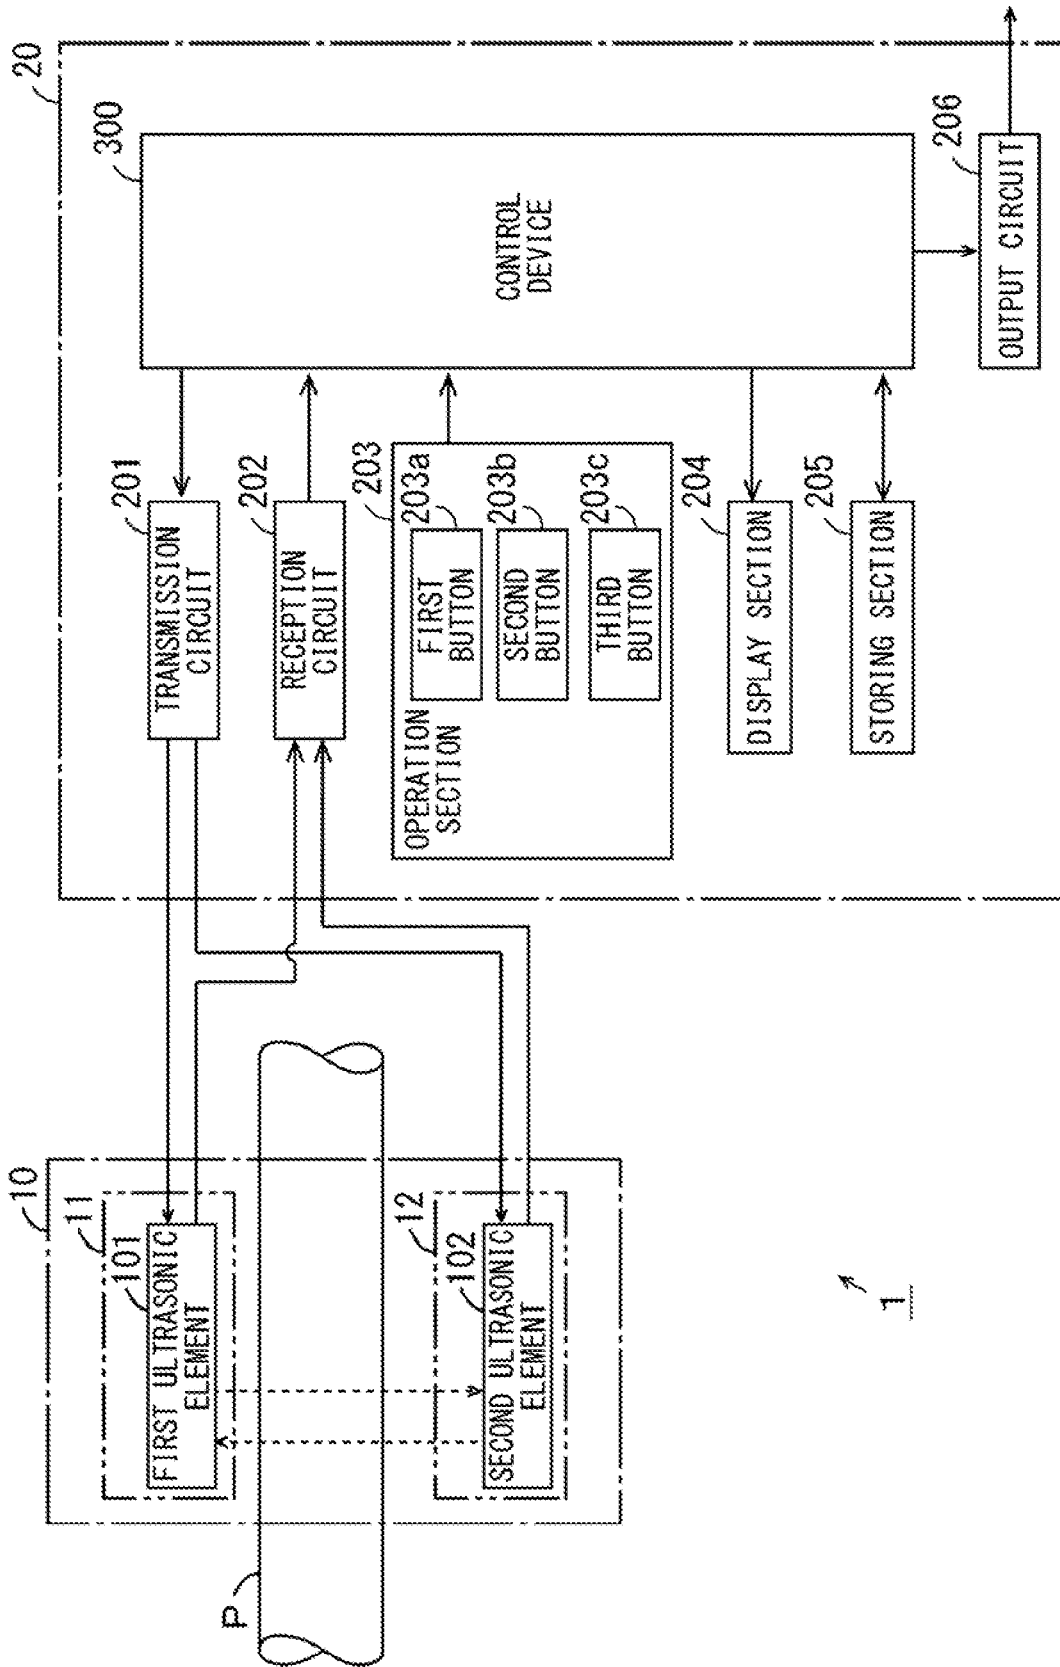 20
300
CONTROL
DEVICE
206
OUTPUT CIRCUIT
201
TRANSMISSION
CIRCUIT
202
RECEPTION
CIRCUIT
203
OPERATION
SECTION
203a
FIRST
BUTTON
203b
SECOND
BUTTON
203c
THIRD
BUTTON
204
DISPLAY SECTION
205
STORING SECTION
10
11
101
FIRST ULTRASONIC
ELEMENT
12
102
SECOND ULTRASONIC
ELEMENT
P
1